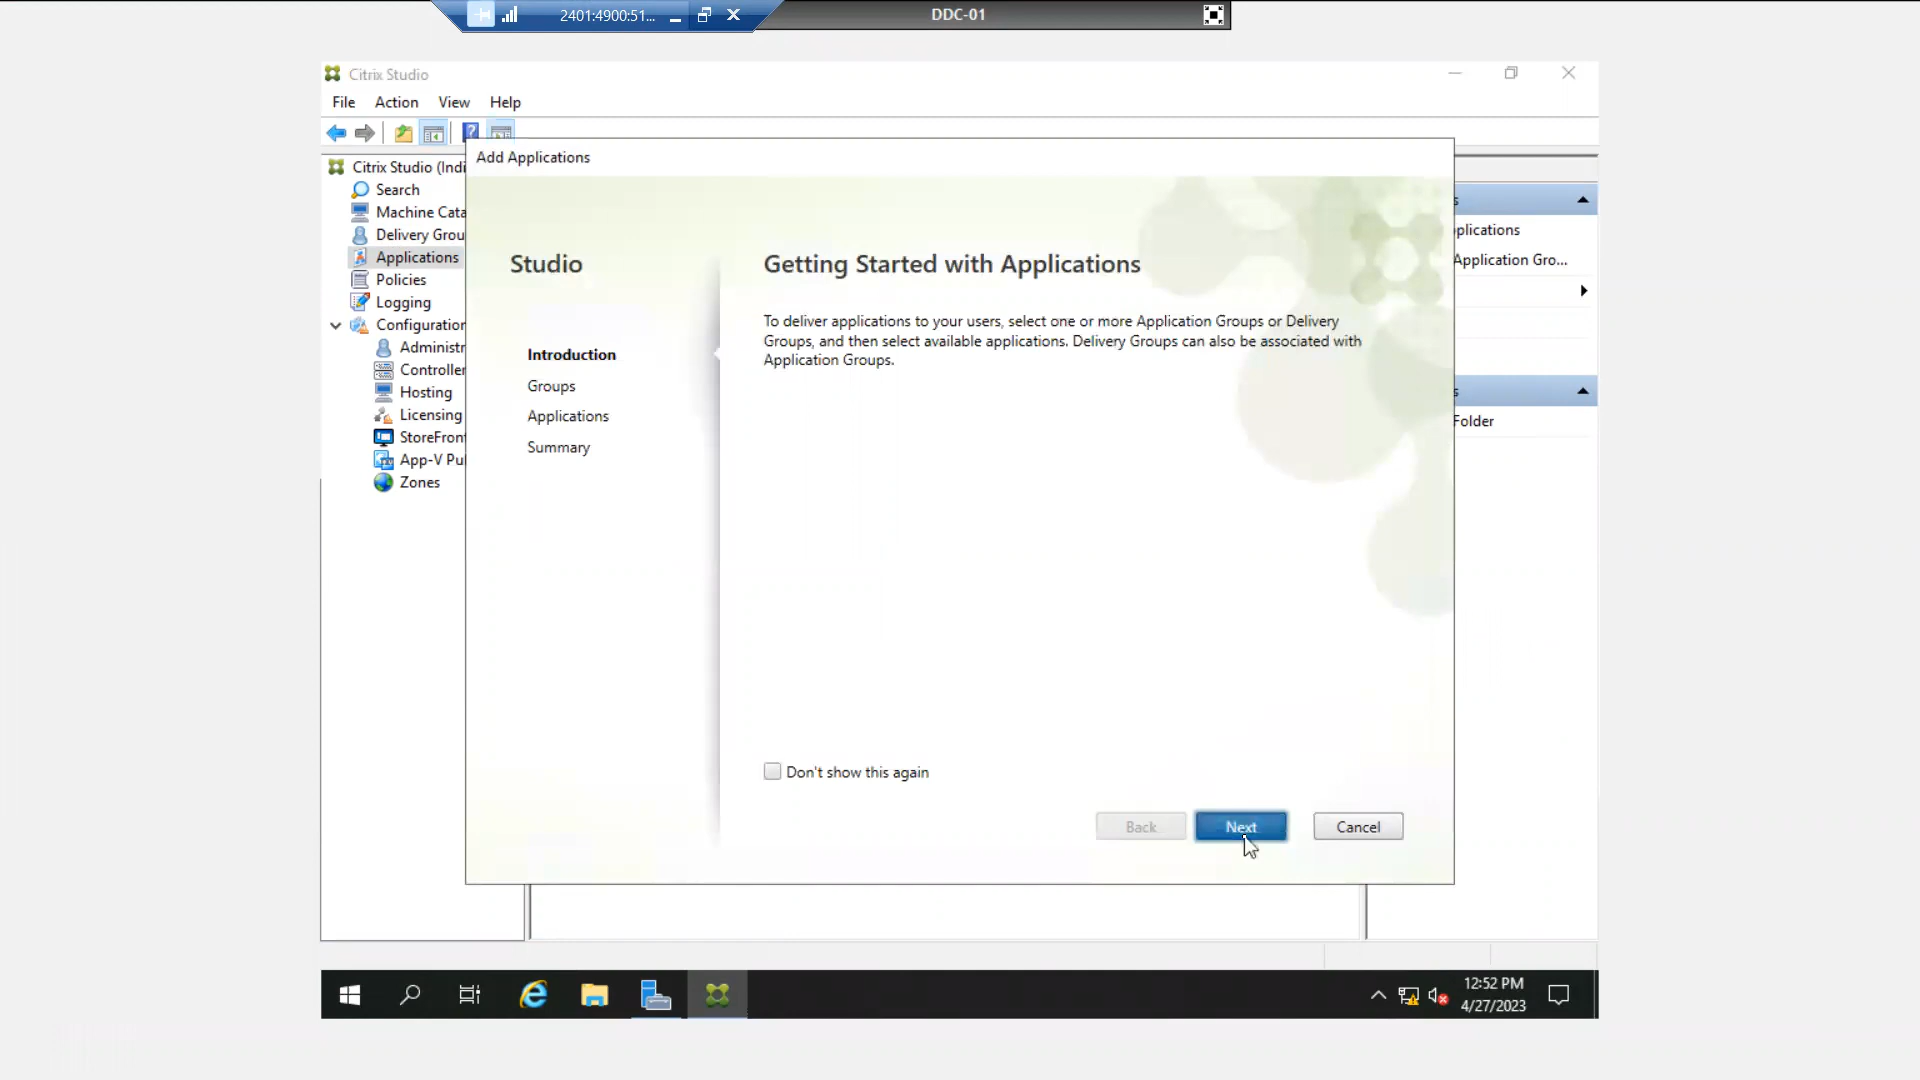 2401:4900:51...
DDC-01
Citrix Studio
File Action View Help
Add Applications
Citrix Studio (Indi
Search
Machine Cata
Delivery Grou
Applications
Policies
Logging
Configuration
Administr
Controller
Hosting
Licensing
StoreFront
App-V Pu
Zones
Studio
Introduction
Groups
Applications
Summary
Getting Started with Applications
To deliver applications to your users, select one or more Application Groups or Delivery
Groups, and then select available applications. Delivery Groups can also be associated with
Application Groups.
Don't show this again
Back Next Cancel
s
plications
Application Gro...
s
Folder
12:52 PM
4/27/2023